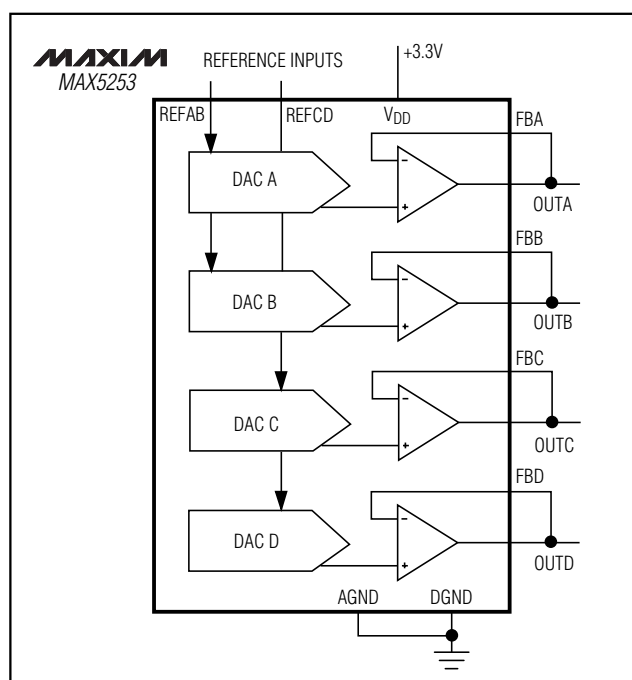 MAXIM
MAX5253
REFERENCE INPUTS
+3.3V
REFAB
REFCD
VDD
FBA
DAC A
-
+
OUTA
FBB
DAC B
-
+
OUTB
FBC
DAC C
-
+
OUTC
FBD
DAC D
-
+
OUTD
AGND
DGND